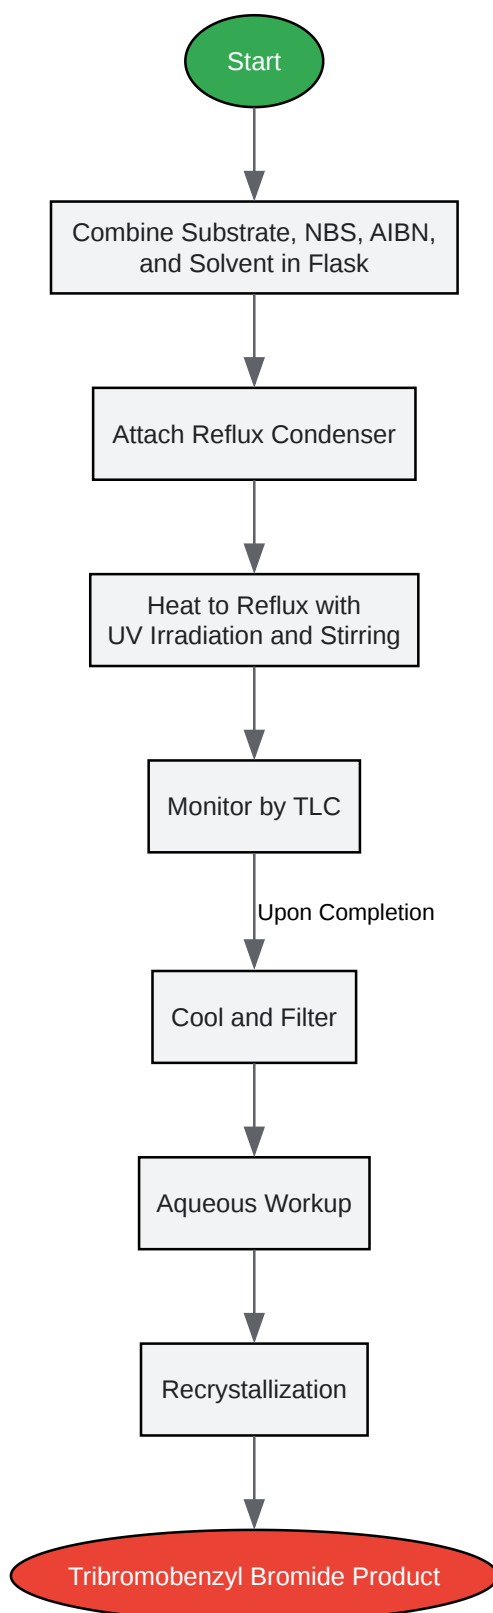 Start
Combine Substrate, NBS, AIBN,
and Solvent in Flask
Attach Reflux Condenser
Heat to Reflux with
UV Irradiation and Stirring
Monitor by TLC
Upon Completion
Cool and Filter
Aqueous Workup
Recrystallization
Tribromobenzyl Bromide Product